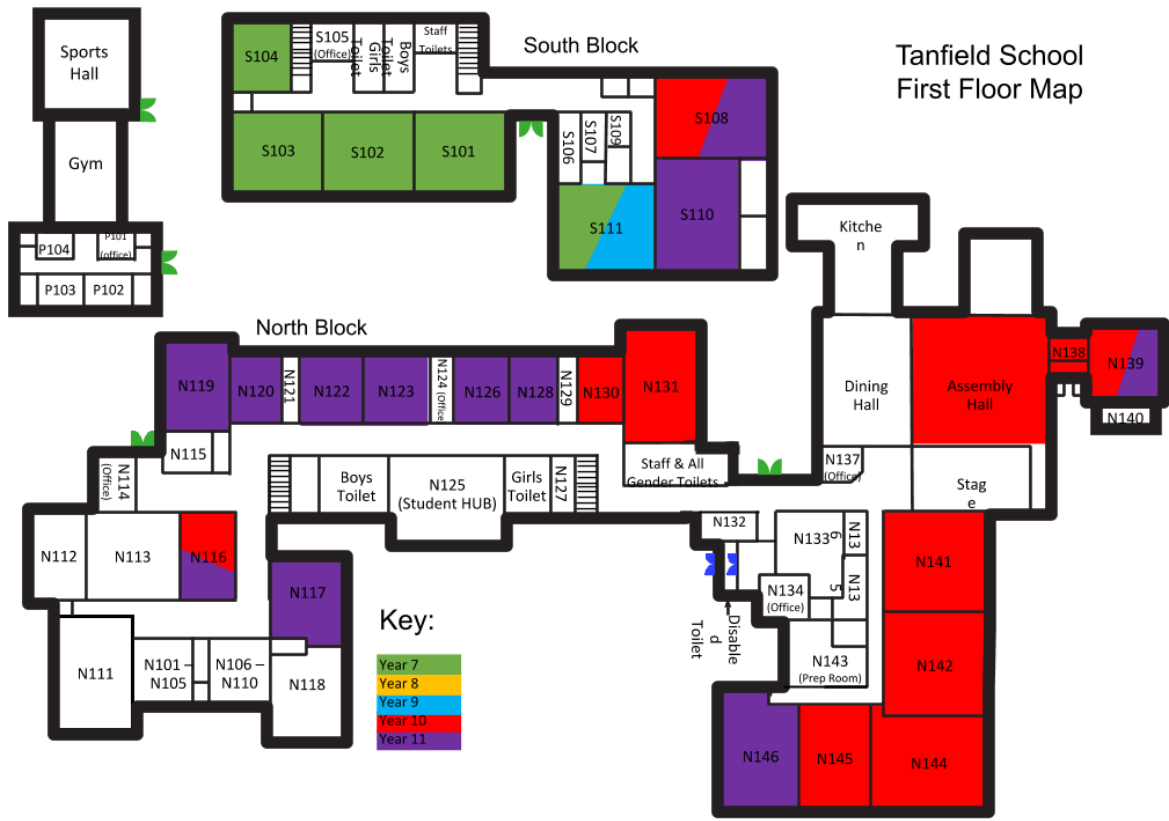 Tanfield School
First Floor Map
South Block
Sports
Hall
Gym
P104
P101
(office)
P103
P102
S104
S105
(Office)
Girls
Toilet
Boys
Toilet
Staff
Toilets
S103
S102
S101
S106
S107
S109
S108
S111
S110
Kitche
n
North Block
N119
N120
N121
N122
N123
N124 (Office
N126
N128
N129
N130
N131
Dining
Hall
Assembly
Hall
N138
N139
N140
N115
N114
(Office)
Boys
Toilet
N125
(Student HUB)
Girls
Toilet
N127
Staff & All
Gender Toilets
N137
(Office)
Stag
e
N112
N113
N116
N117
N132
N133
N13
6
N13
5
N134
(Office)
Disable
d
Toilet
N141
N142
N143
(Prep Room)
N111
N101 –
N105
N106 –
N110
N118
Key:
Year 7
Year 8
Year 9
Year 10
Year 11
N146
N145
N144